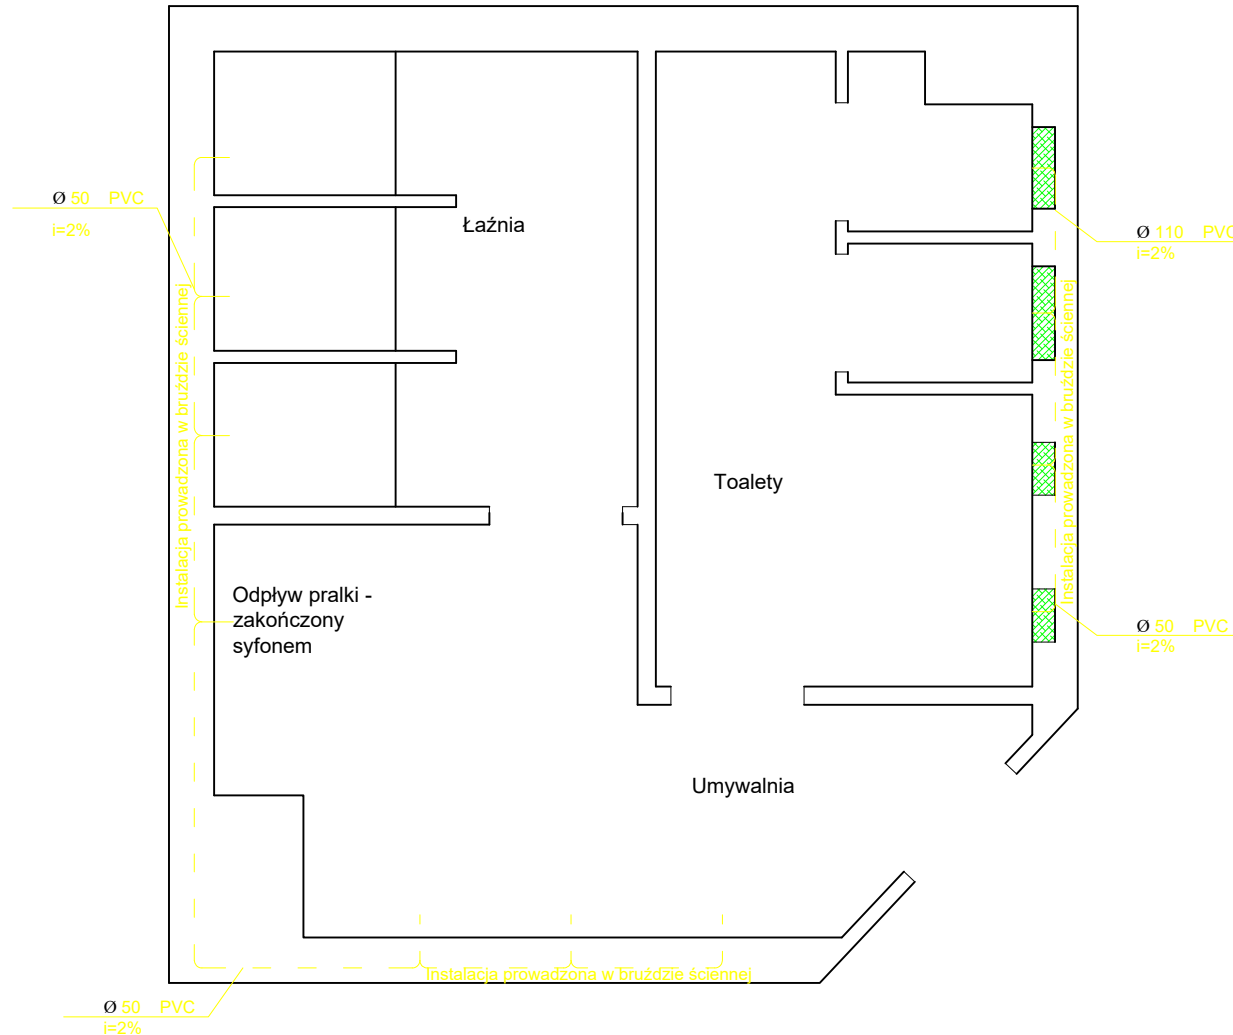 Ø 50 PVC
i=2%
Łaźnia
Ø 110 PVC
i=2%
Instalacja prowadzona w bruździe ściennej
Instalacja prowadzona w bruździe ściennej
Toalety
Odpływ pralki -
zakończony
syfonem
Ø 50 PVC
i=2%
Umywalnia
Instalacja prowadzona w bruździe ściennej
Ø 50 PVC
i=2%